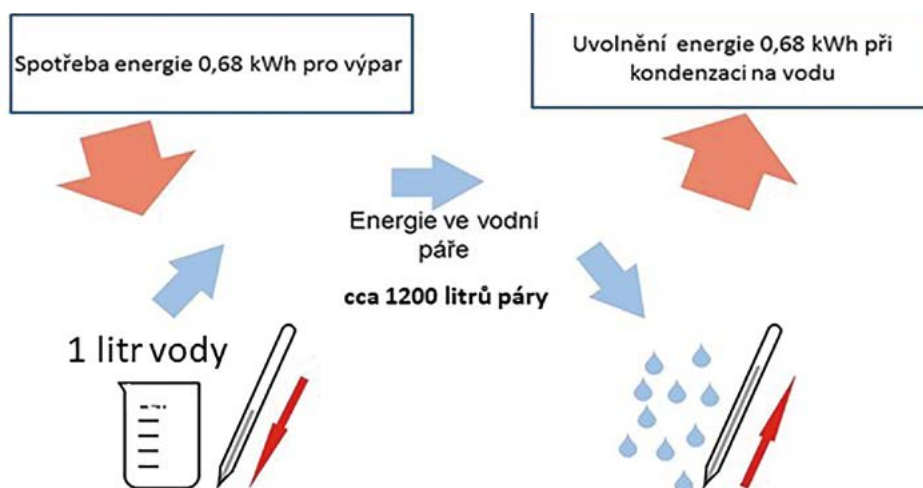 Spotřeba energie 0,68 kWh pro výpar
Uvolnění energie 0,68 kWh při
kondenzaci na vodu
Energie ve vodní
páře
cca 1200 litrů páry
1 litr vody